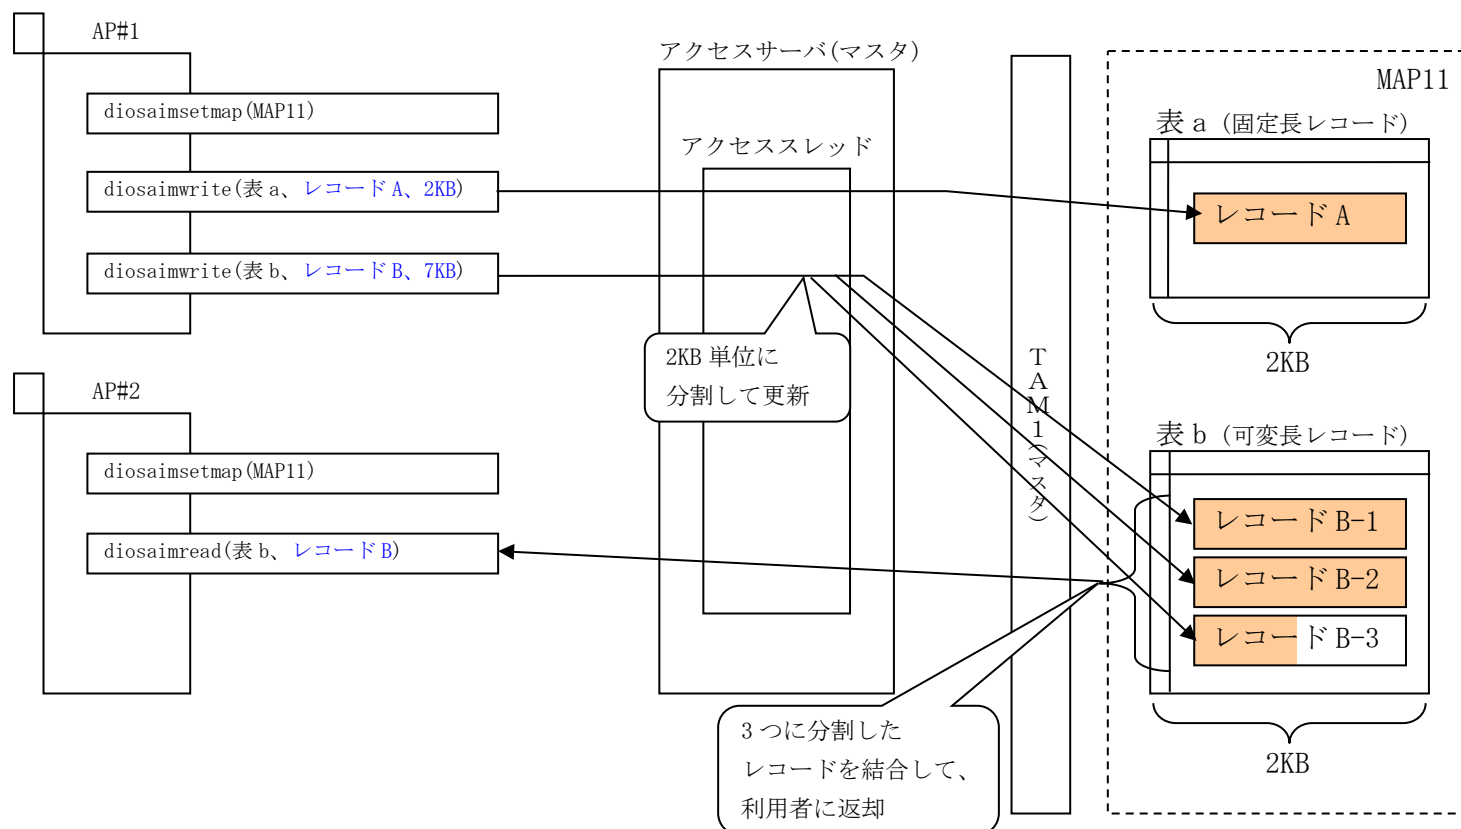 AP#1
diosaimsetmap(MAP11)
diosaimwrite(表a、レコードA、2KB)
diosaimwrite(表b、レコードB、7KB)
AP#2
diosaimsetmap(MAP11)
diosaimread(表b、レコードB)
アクセスサーバ(マスタ)
アクセススレッド
2KB 単位に
分割して更新
3つに分割した
レコードを結合して、
利用者に返却
TAM1(マスタ)
MAP11
表a(固定長レコード)
レコードA
2KB
表b(可変長レコード)
レコードB-1
レコードB-2
レコードB-3
2KB